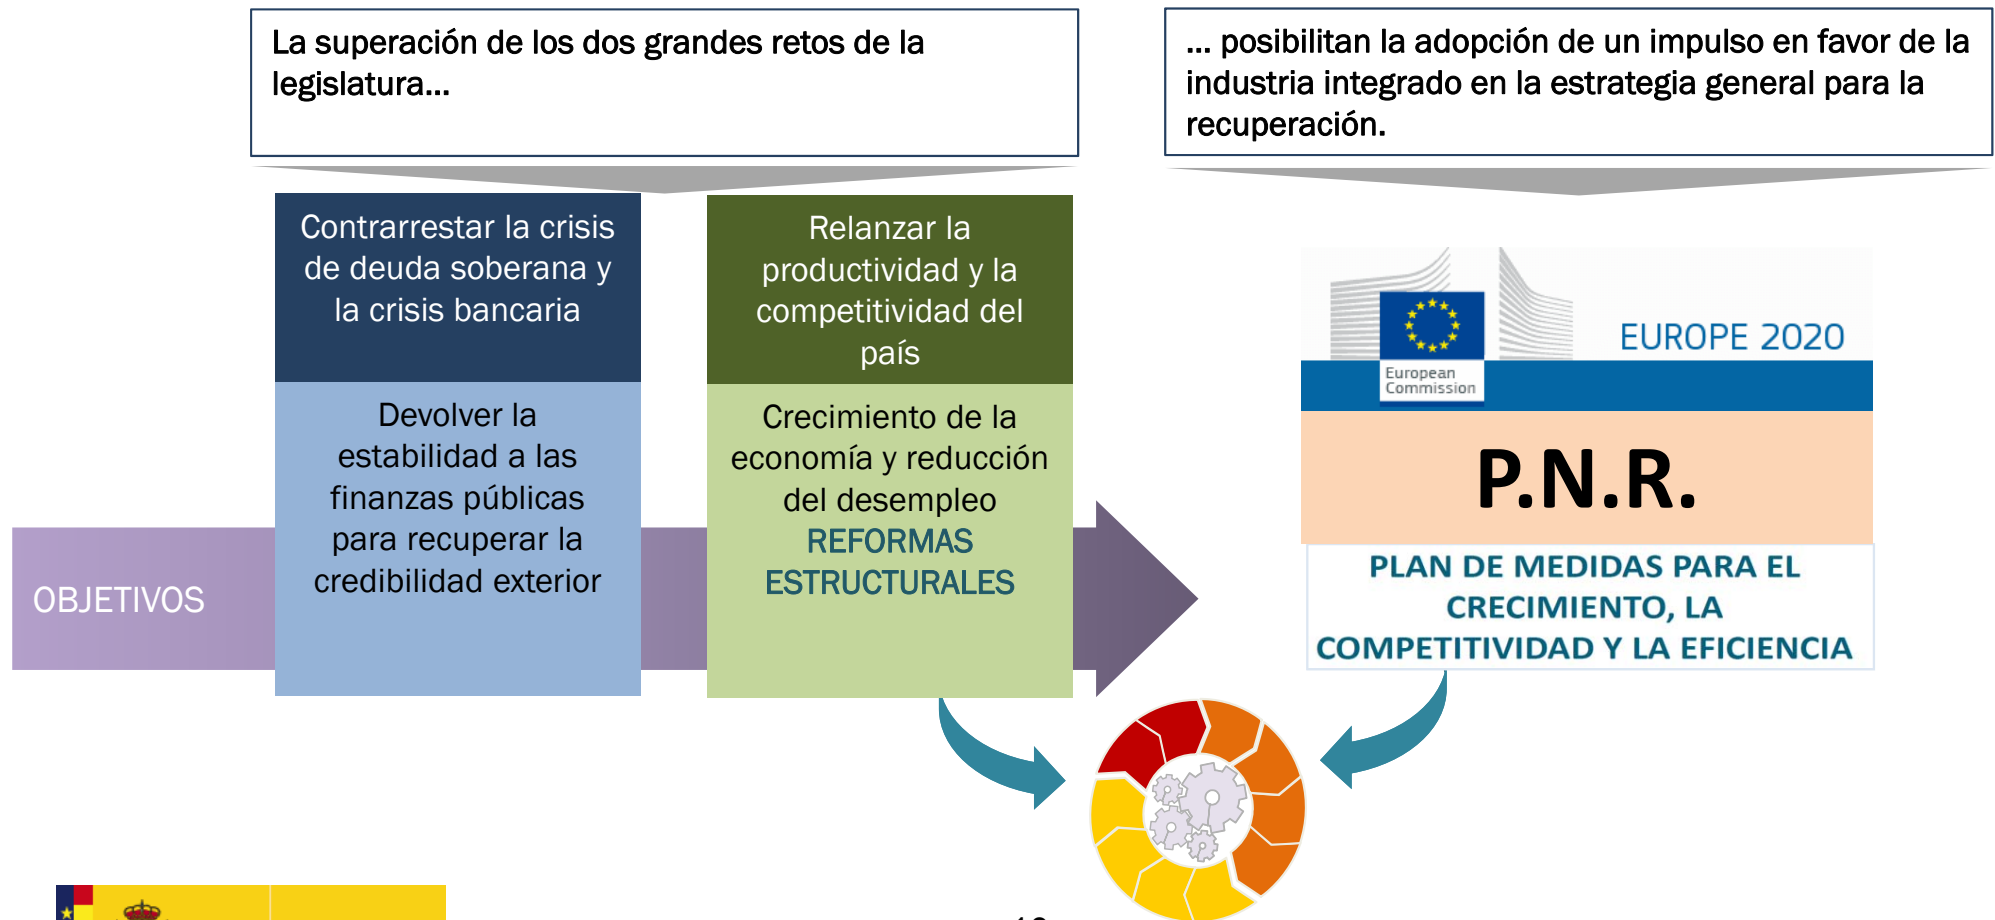 La superación de los dos grandes retos de la
legislatura...
... posibilitan la adopción de un impulso en favor de la
industria integrado en la estrategia general para la
recuperación.
Contrarrestar la crisis
de deuda soberana y
la crisis bancaria
Relanzar la
productividad y la
competitividad del
país
Devolver la
estabilidad a las
finanzas públicas
para recuperar la
credibilidad exterior
Crecimiento de la
economía y reducción
del desempleo
REFORMAS
ESTRUCTURALES
OBJETIVOS
EUROPE 2020
European
Commission
P.N.R.
PLAN DE MEDIDAS PARA EL
CRECIMIENTO, LA
COMPETITIVIDAD Y LA EFICIENCIA